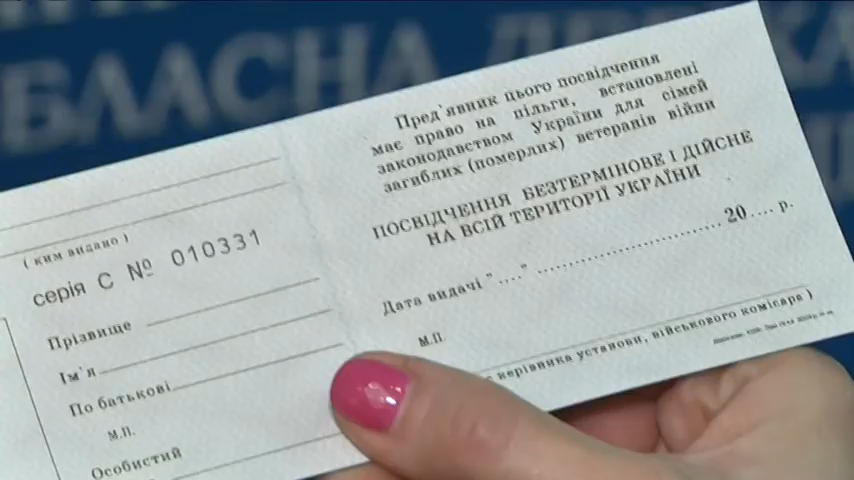 ОБЛАСНА
( ким видано )
серія С № 010331
Прізвище
Ім'я
По батькові
М.П.
Особистий
Пред'явник цього посвідчення
має право на пільги, встановлені
законодавством України для сімей
загиблих (померлих) ветеранів війни
ПОСВІДЧЕННЯ БЕЗТЕРМІНОВЕ І ДІЙСНЕ
НА ВСІЙ ТЕРИТОРІЇ УКРАЇНИ
Дата видачі "...." .................................. 20.... р.
М.П.
керівника установи, військового комісара )